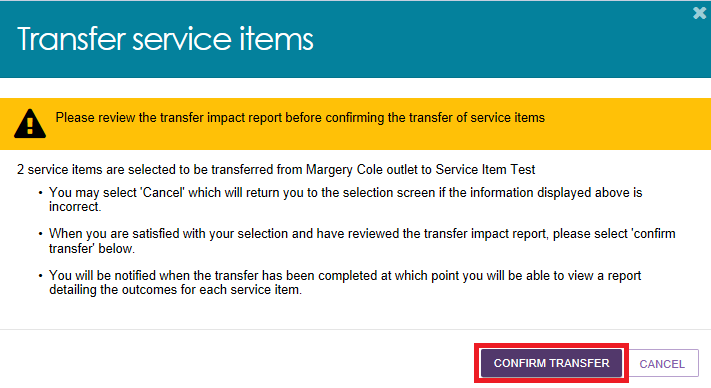 Transfer service items
Please review the transfer impact report before confirming the transfer of service items
2 service items are selected to be transferred from Margery Cole outlet to Service Item Test
• You may select 'Cancel' which will return you to the selection screen if the information displayed above is
incorrect.
• When you are satisfied with your selection and have reviewed the transfer impact report, please select 'confirm
transfer' below.
• You will be notified when the transfer has been completed at which point you will be able to view a report
detailing the outcomes for each service item.
CONFIRM TRANSFER
CANCEL